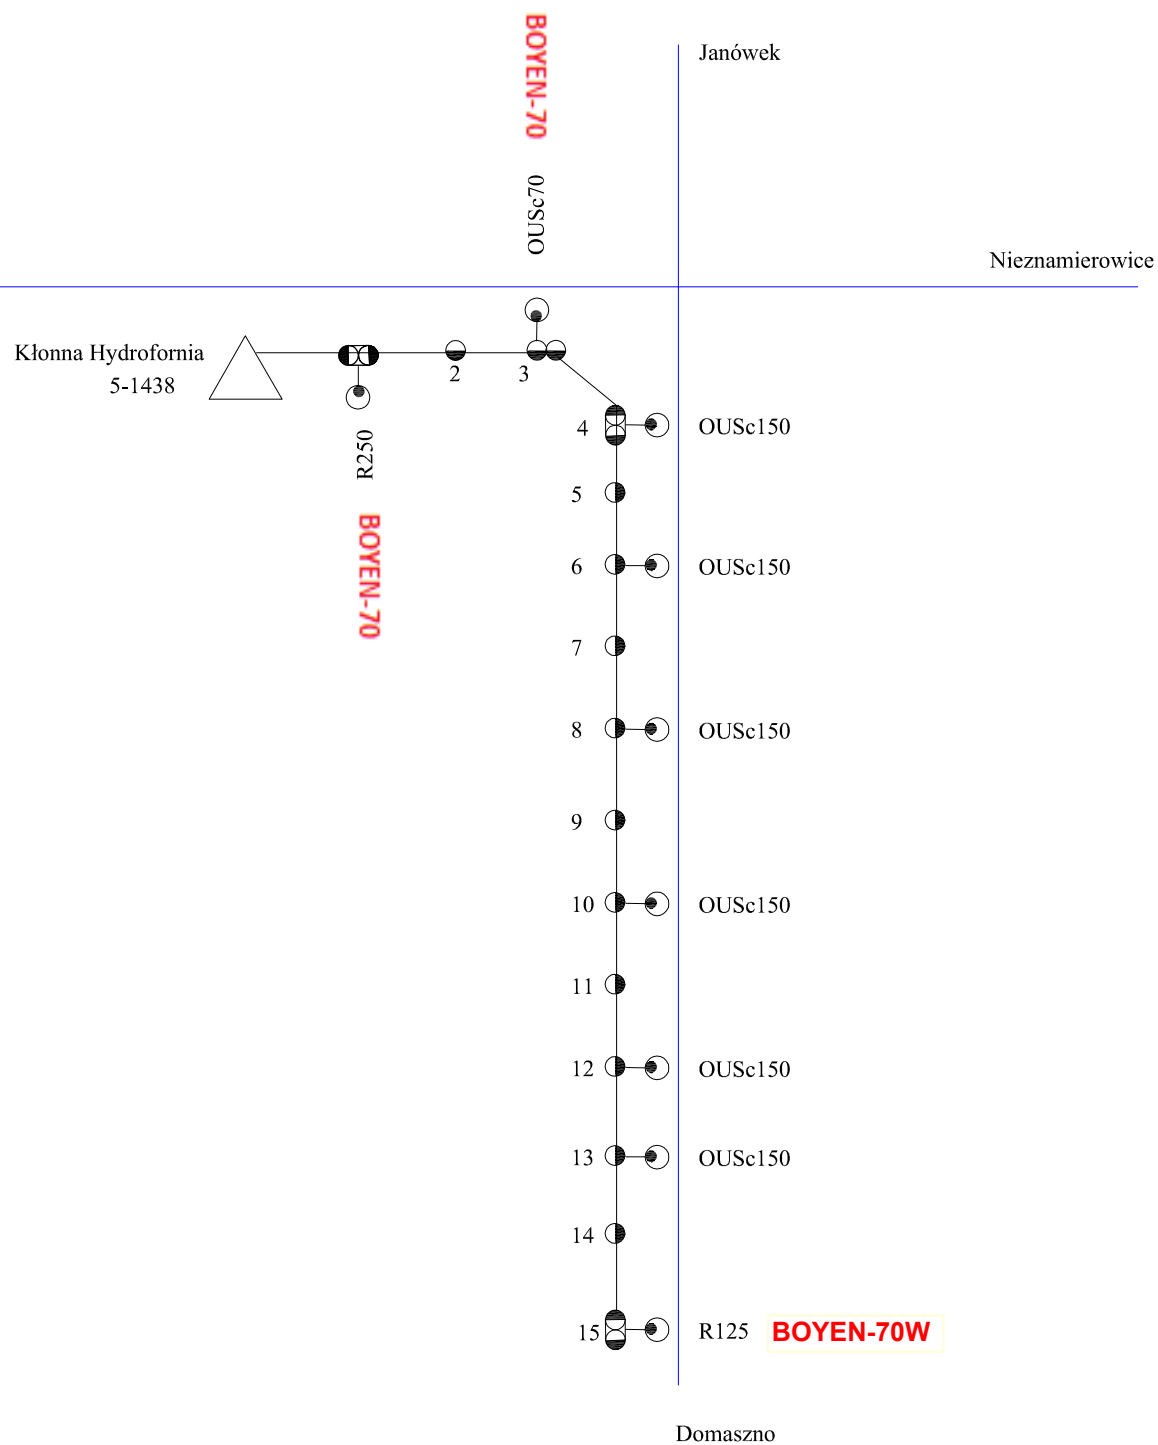 BOYEN-70
Janówek
OUSc70
Nieznamierowice
Kłonna Hydrofornia
5-1438
2
3
R250
BOYEN-70
4 OUSc150
5
6 OUSc150
7
8 OUSc150
9
10 OUSc150
11
12 OUSc150
13 OUSc150
14
15 R125 BOYEN-70W
Domaszno